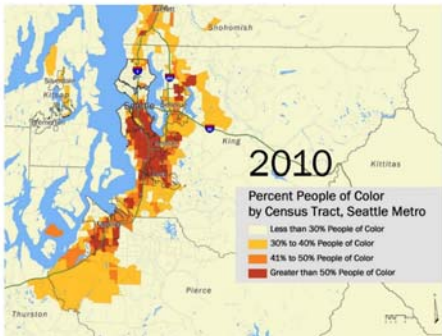 Snohomish
Seattle
King
Kittitas
2010
Percent People of Color
by Census Tract, Seattle Metro
Less than 30% People of Color
30% to 40% People of Color
41% to 50% People of Color
Greater than 50% People of Color
Pierce
Thurston